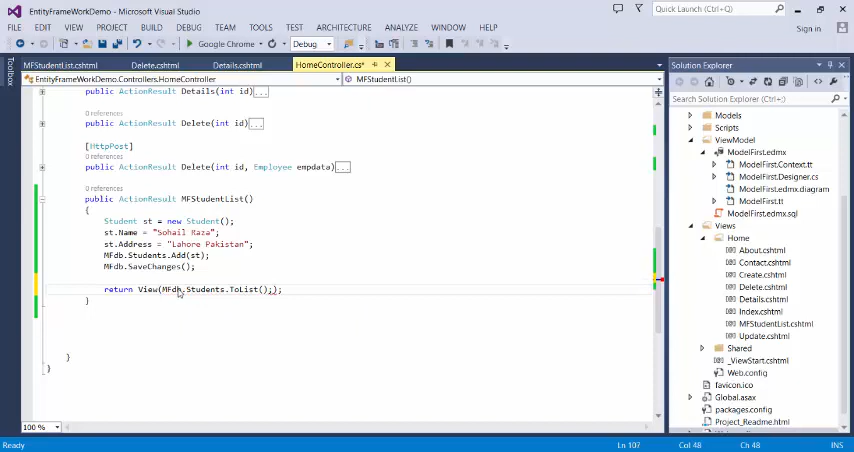 EntityFrameWorkDemo - Microsoft Visual Studio
Quick Launch (Ctrl+Q)
FILE EDIT VIEW PROJECT BUILD DEBUG TEAM TOOLS TEST ARCHITECTURE ANALYZE WINDOW HELP
Sign in
Google Chrome Debug
Toolbox
MFStudentList.cshtml Delete.cshtml Details.cshtml HomeController.cs*
EntityFrameWorkDemo.Controllers.HomeController MFStudentList()
public ActionResult Details(int id)...
0 references
public ActionResult Delete(int id)...
[HttpPost]
0 references
public ActionResult Delete(int id, Employee empdata)...
0 references
public ActionResult MFStudentList()
{
Student st = new Student();
st.Name = "Sohail Raza";
st.Address = "Lahore Pakistan";
MFdb.Students.Add(st);
MFdb.SaveChanges();
return View(MFdb.Students.ToList(););
}
}
}
100 %
Solution Explorer
Search Solution Explorer (Ctrl+;)
Models
Scripts
ViewModel
ModelFirst.edmx
ModelFirst.Context.tt
ModelFirst.Designer.cs
ModelFirst.edmx.diagram
ModelFirst.tt
ModelFirst.edmx.sql
Views
Home
About.cshtml
Contact.cshtml
Create.cshtml
Delete.cshtml
Details.cshtml
Index.cshtml
MFStudentList.cshtml
Update.cshtml
Shared
_ViewStart.cshtml
Web.config
favicon.ico
Global.asax
packages.config
Project_Readme.html
Ready Ln 107 Col 48 Ch 48 INS